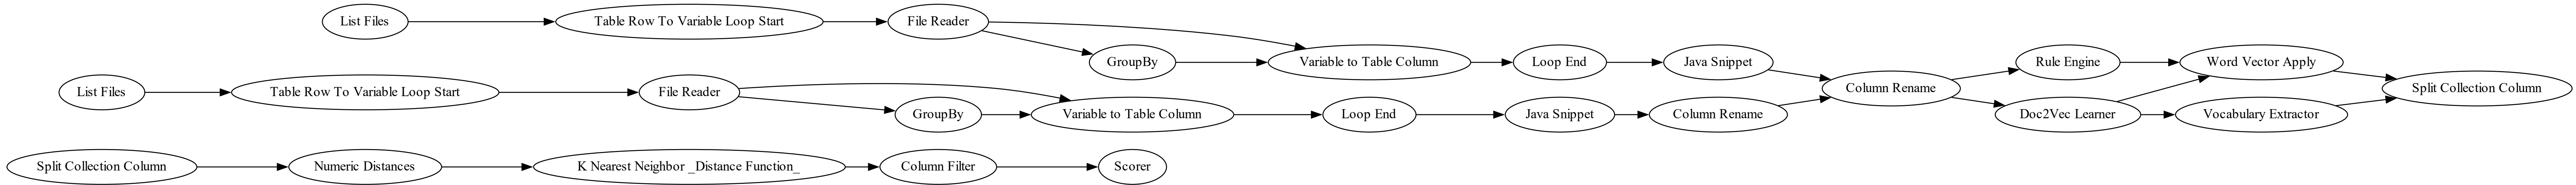 List Files
Table Row To Variable Loop Start
File Reader
GroupBy
Variable to Table Column
Loop End
Java Snippet
Column Rename
Rule Engine
Word Vector Apply
Split Collection Column
List Files
Table Row To Variable Loop Start
File Reader
GroupBy
Variable to Table Column
Loop End
Java Snippet
Column Rename
Doc2Vec Learner
Vocabulary Extractor
Split Collection Column
Numeric Distances
K Nearest Neighbor _Distance Function_
Column Filter
Scorer